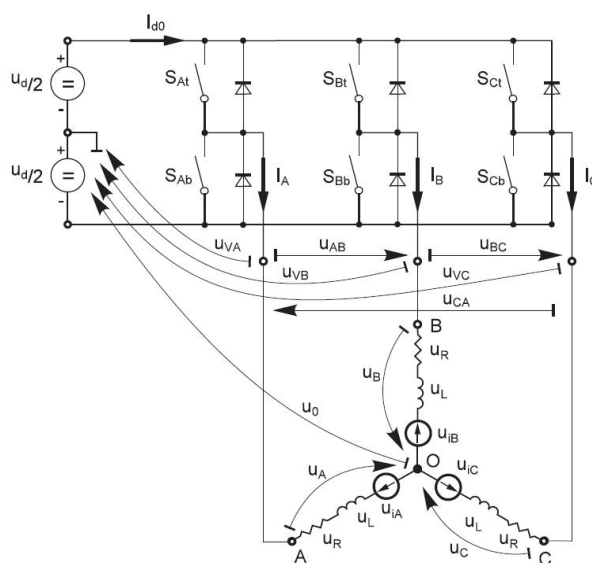 I_d0
+
S_At
S_Bt
S_Ct
u_d/2
=
-
+
S_Ab
I_A
S_Bb
I_B
S_Cb
I_C
u_d/2
=
-
u_VA
u_AB
u_BC
u_VB
u_VC
u_CA
B
u_R
u_B
u_L
u_0
u_iB
O
u_A
u_iC
u_L
u_iA
u_L
u_R
u_C
u_R
A
C